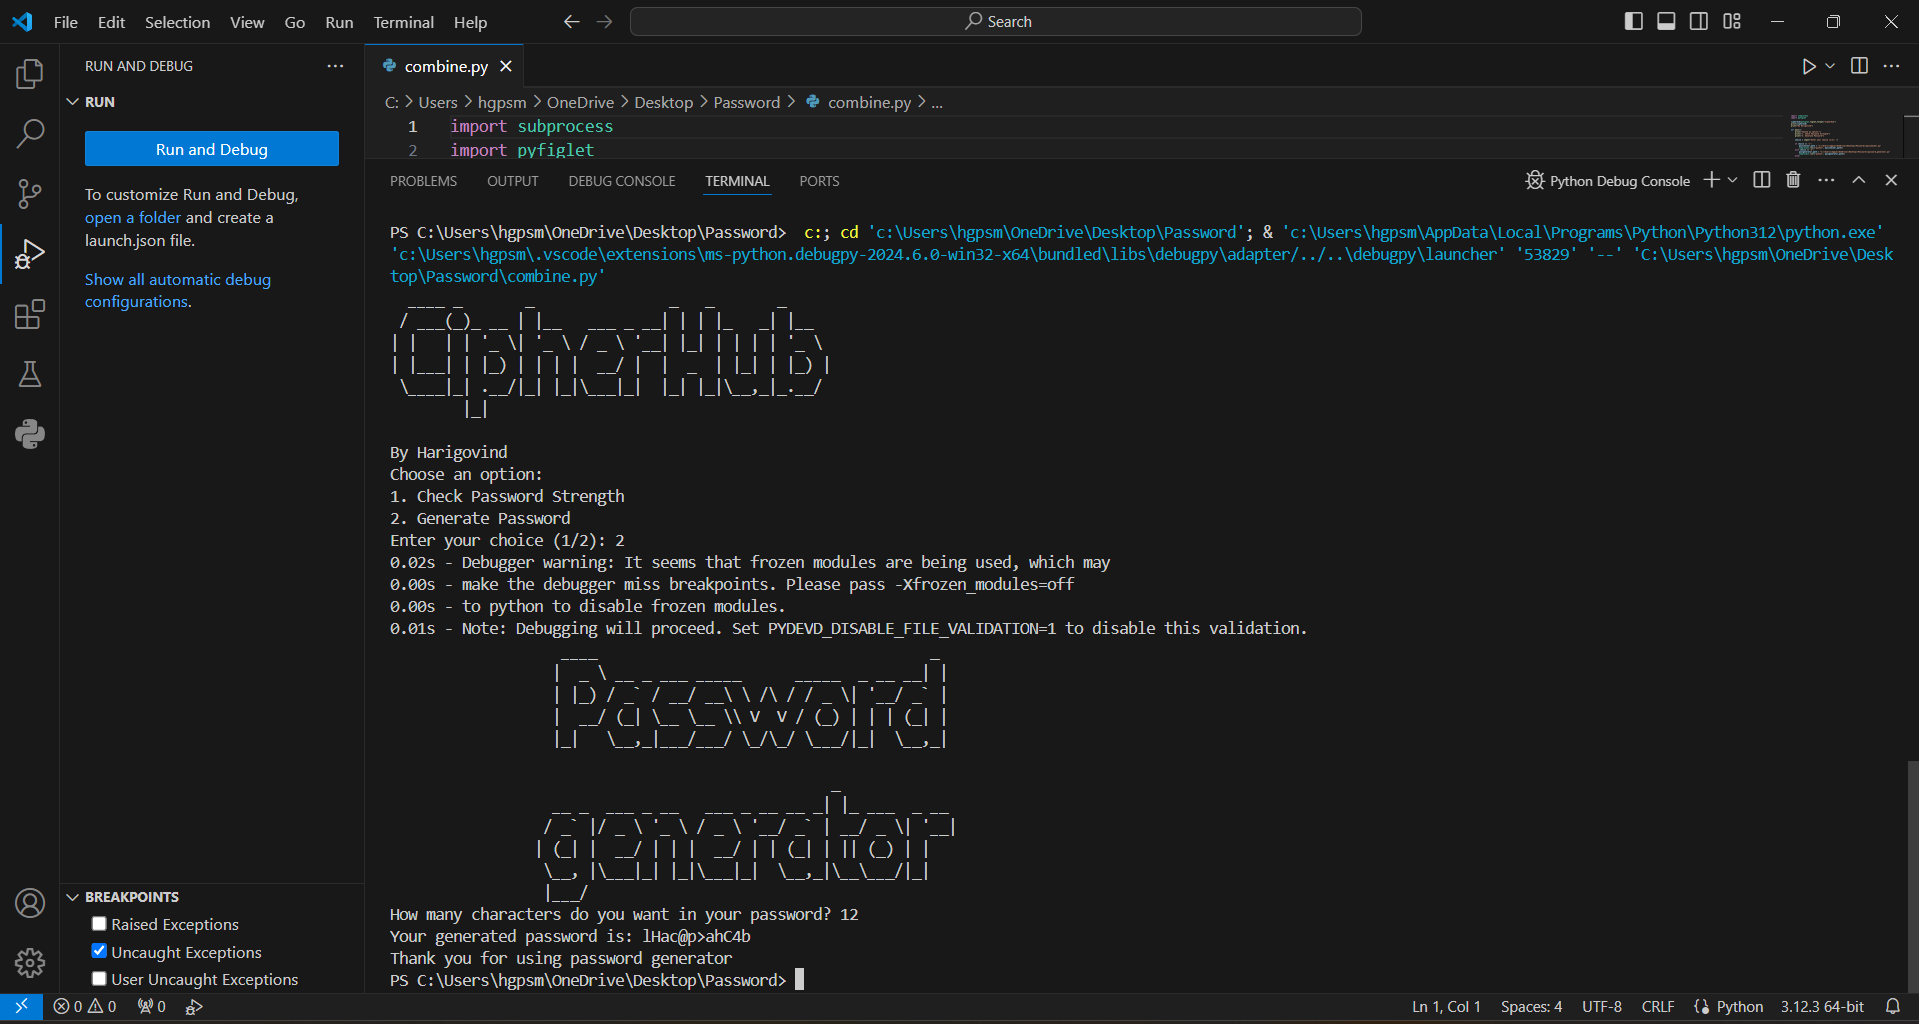 File Edit Selection View Go Run Terminal Help
Search
RUN AND DEBUG
RUN
Run and Debug
To customize Run and Debug,
open a folder and create a
launch.json file.
Show all automatic debug
configurations.
BREAKPOINTS
Raised Exceptions
Uncaught Exceptions
User Uncaught Exceptions
combine.py
C: > Users > hgpsm > OneDrive > Desktop > Password > combine.py > ...
1 import subprocess
2 import pyfiglet
PROBLEMS OUTPUT DEBUG CONSOLE TERMINAL PORTS
Python Debug Console
PS C:\Users\hgpsm\OneDrive\Desktop\Password>  c:; cd 'c:\Users\hgpsm\OneDrive\Desktop\Password'; & 'c:\Users\hgpsm\AppData\Local\Programs\Python\Python312\python.exe'
'c:\Users\hgpsm\.vscode\extensions\ms-python.debugpy-2024.6.0-win32-x64\bundled\libs\debugpy\adapter/../..\debugpy\launcher' '53829' '--' 'C:\Users\hgpsm\OneDrive\Desk
top\Password\combine.py'
CipherHub
By Harigovind
Choose an option:
1. Check Password Strength
2. Generate Password
Enter your choice (1/2): 2
0.02s - Debugger warning: It seems that frozen modules are being used, which may
0.00s - make the debugger miss breakpoints. Please pass -Xfrozen_modules=off
0.00s - to python to disable frozen modules.
0.01s - Note: Debugging will proceed. Set PYDEVD_DISABLE_FILE_VALIDATION=1 to disable this validation.
Password
generator
How many characters do you want in your password? 12
Your generated password is: lHac@p>ahC4b
Thank you for using password generator
PS C:\Users\hgpsm\OneDrive\Desktop\Password>
0 0 0
Ln 1, Col 1 Spaces: 4 UTF-8 CRLF Python 3.12.3 64-bit